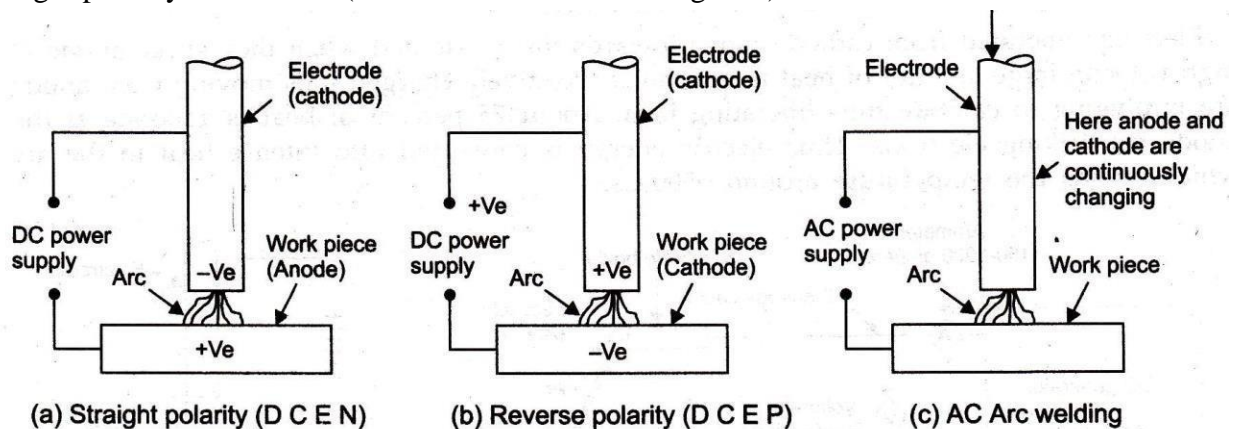 Electrode
(cathode)
DC power
supply
–Ve
Arc
Work piece
(Anode)
+Ve
(a) Straight polarity (D C E N)
Electrode
(cathode)
+Ve
DC power
supply
+Ve
Arc
Work piece
(Cathode)
–Ve
(b) Reverse polarity (D C E P)
Electrode
Here anode and
cathode are
continuously
changing
AC power
supply
Arc
Work piece
(c) AC Arc welding